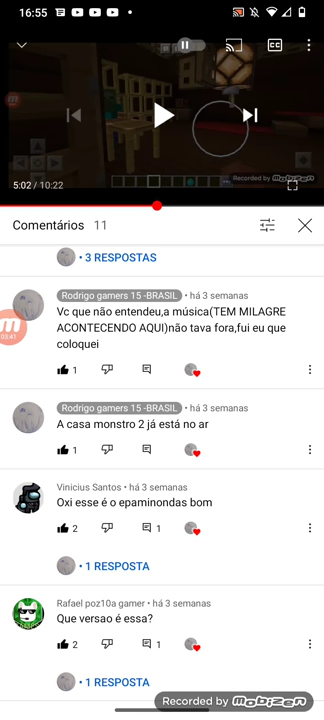 16:55
CC
Recorded by mobizen
5:02 / 10:22
Comentários 11
• 3 RESPOSTAS
Rodrigo gamers 15 -BRASIL • há 3 semanas
Vc que não entendeu,a música(TEM MILAGRE
ACONTECENDO AQUI)não tava fora,fui eu que
coloquei
03:41
1
Rodrigo gamers 15 -BRASIL • há 3 semanas
A casa monstro 2 já está no ar
1
Vinicius Santos • há 3 semanas
Oxi esse é o epaminondas bom
2 1
• 1 RESPOSTA
Rafael poz10a gamer • há 3 semanas
Que versao é essa?
2 1
• 1 RESPOSTA
Recorded by mobizen